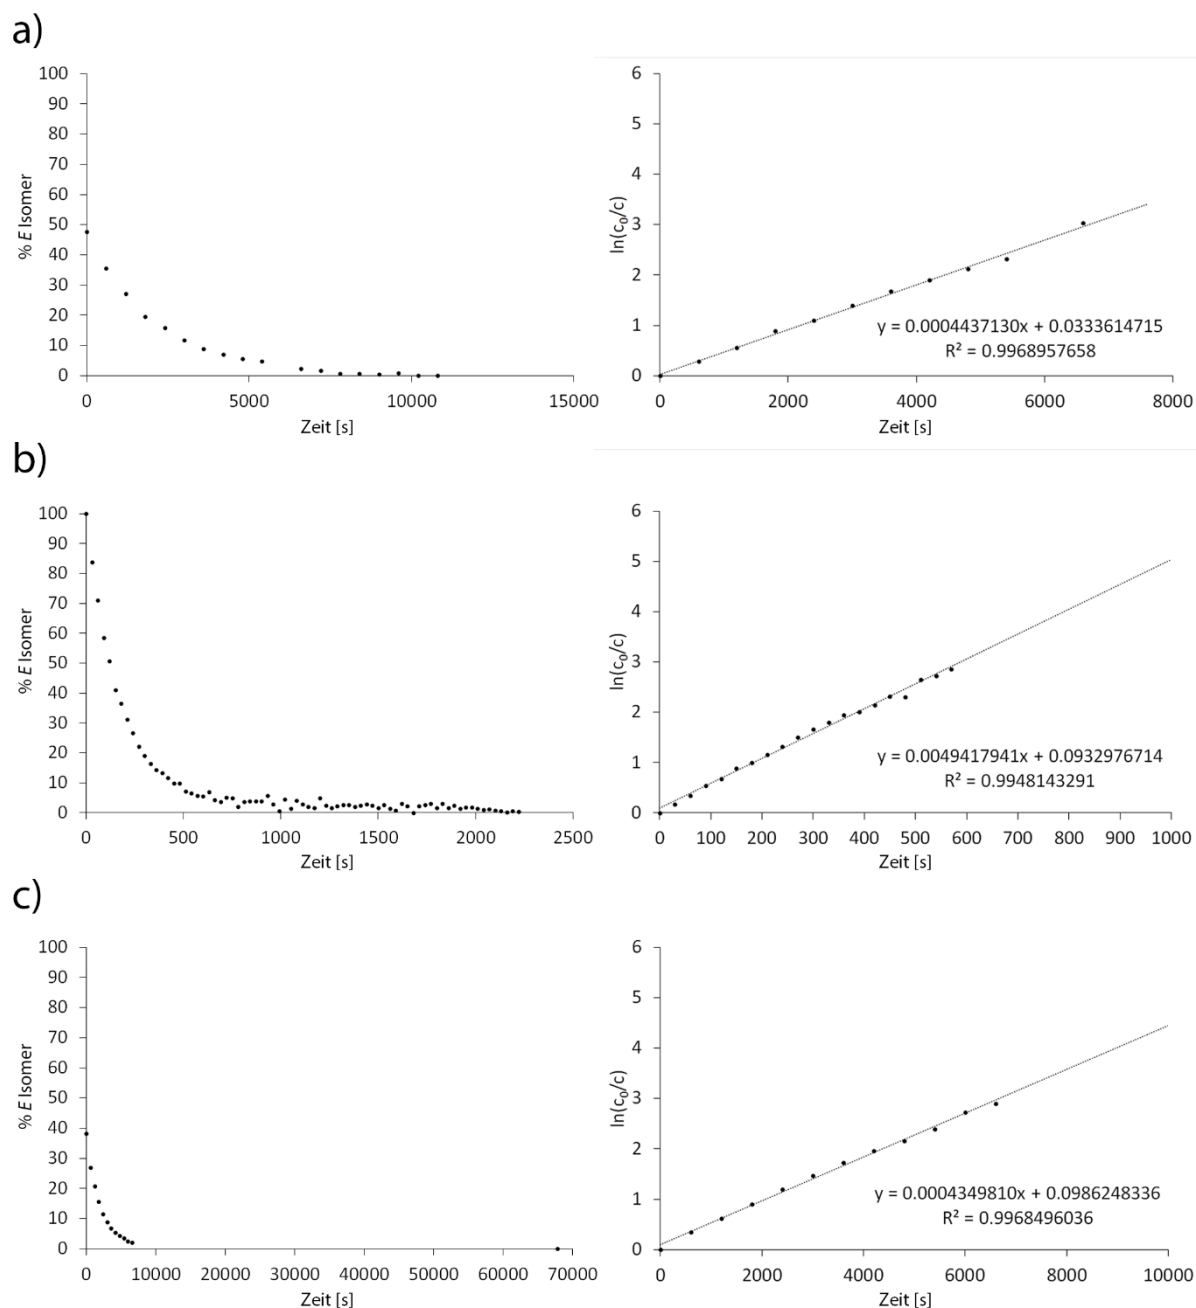 a)
100
90
80
70
60
50
40
30
20
10
0
% E Isomer
0 5000 10000 15000
Zeit [s]
6
5
4
3
2
1
0
ln(c₀/c)
y = 0.0004437130x + 0.0333614715
R² = 0.9968957658
0 2000 4000 6000 8000
Zeit [s]
b)
100
90
80
70
60
50
40
30
20
10
0
% E Isomer
0 500 1000 1500 2000 2500
Zeit [s]
6
5
4
3
2
1
0
ln(c₀/c)
y = 0.0049417941x + 0.0932976714
R² = 0.9948143291
0 100 200 300 400 500 600 700 800 900 1000
Zeit [s]
c)
100
90
80
70
60
50
40
30
20
10
0
% E Isomer
0 10000 20000 30000 40000 50000 60000 70000
Zeit [s]
6
5
4
3
2
1
0
ln(c₀/c)
y = 0.0004349810x + 0.0986248336
R² = 0.9968496036
0 2000 4000 6000 8000 10000
Zeit [s]